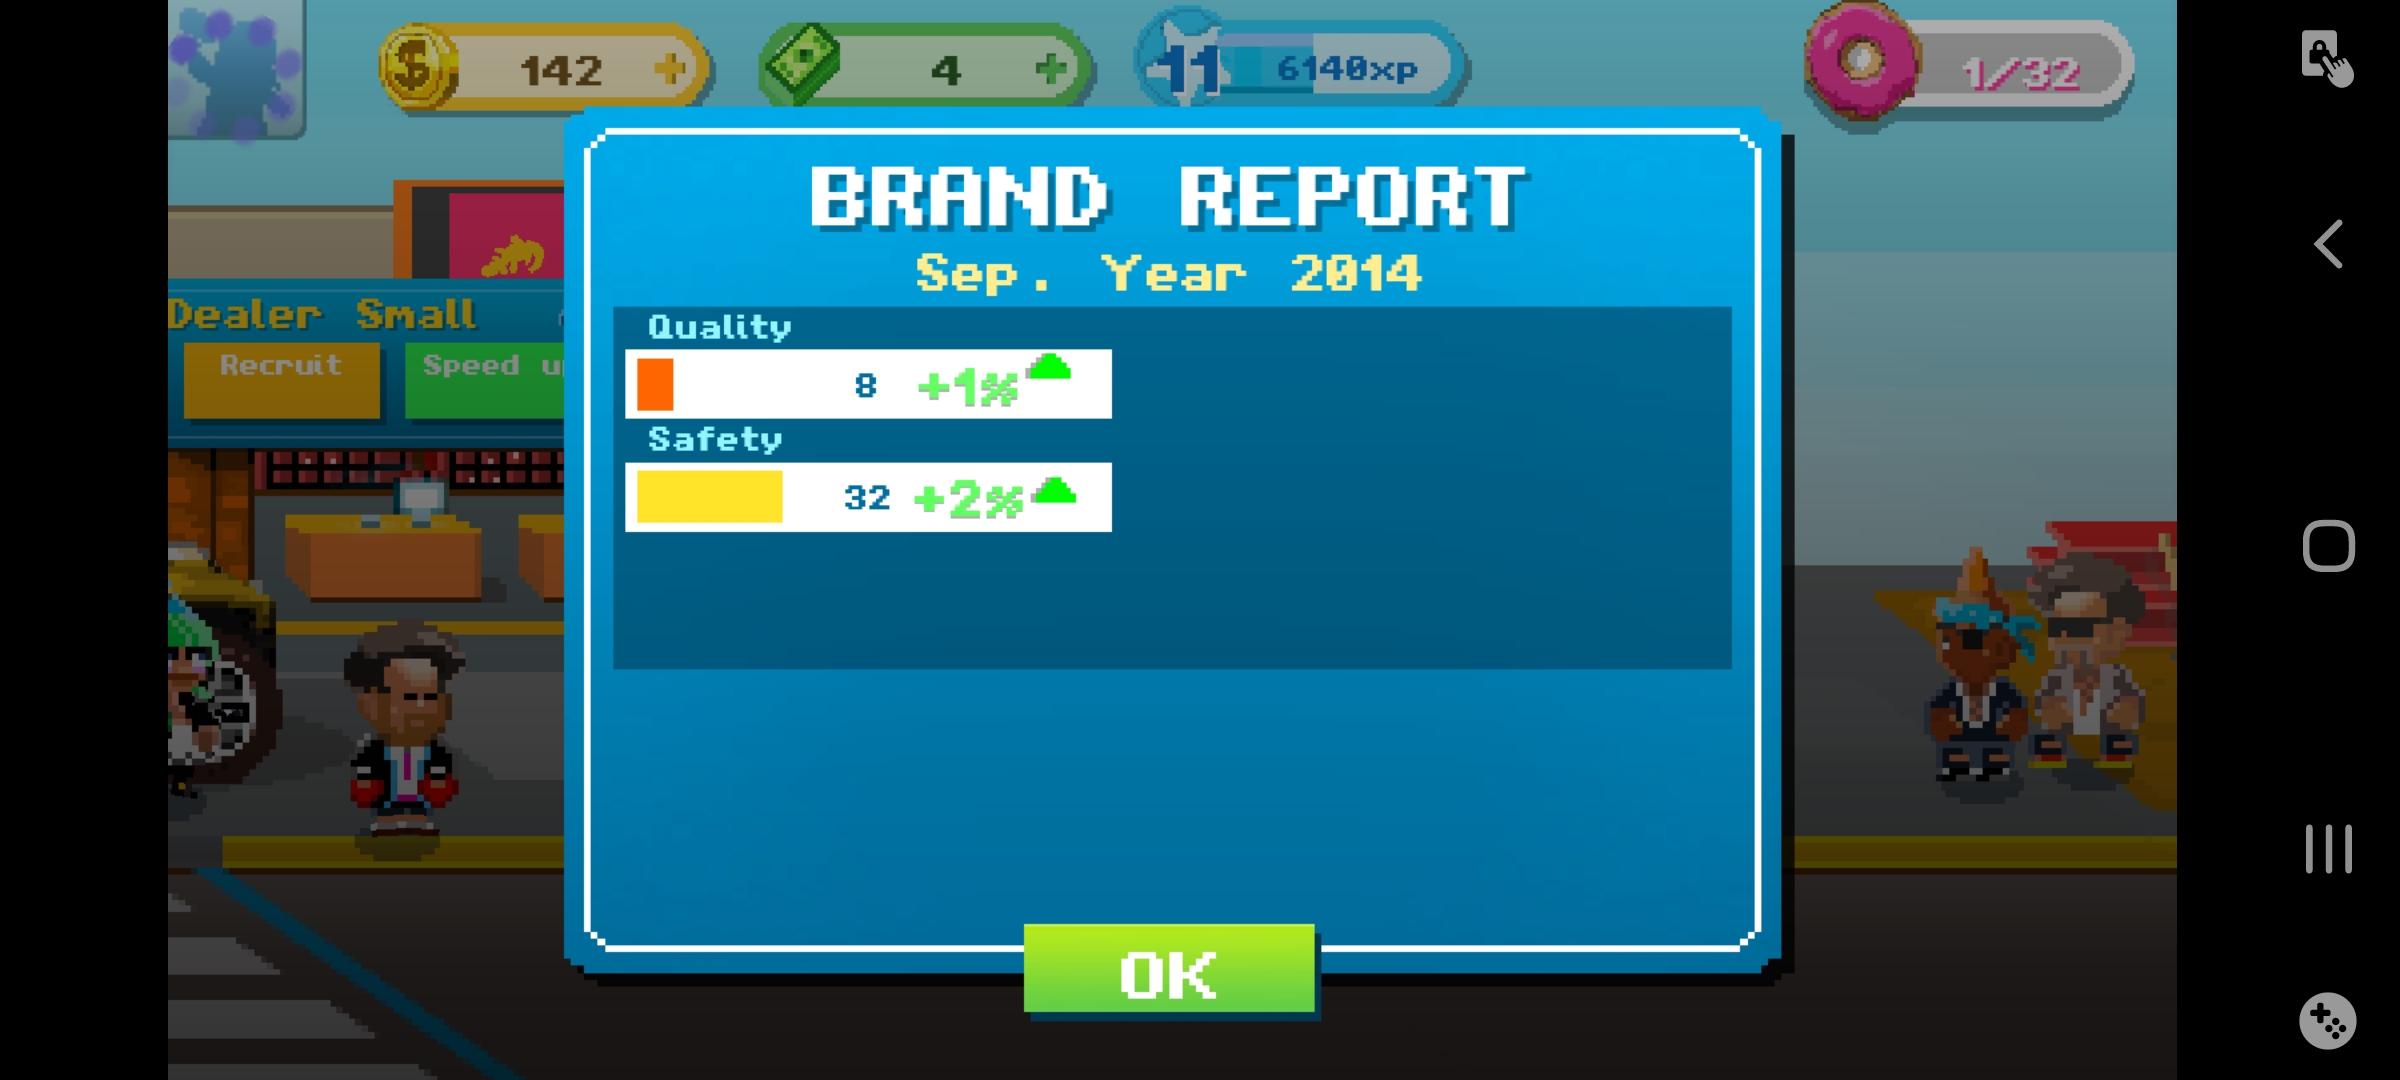 142 +
4 +
11 6140xp
1/32
BRAND REPORT
Sep. Year 2014
Quality
8 +1%
Safety
32 +2%
Dealer Small
Recruit
Speed
OK